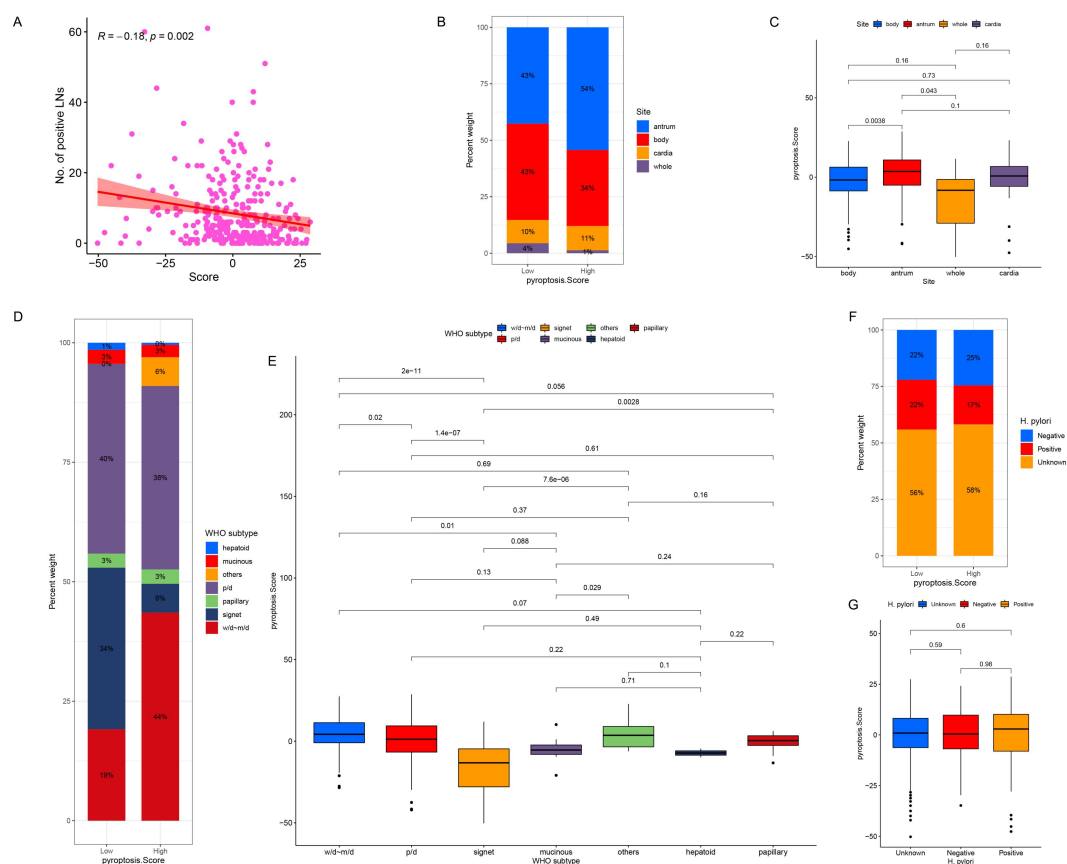 A
R = −0.18, p = 0.002
No. of positive LNs
60
40
20
0
−50
−25
0
25
Score
B
Percent weight
100
75
50
25
0
43%
43%
10%
4%
54%
34%
11%
1%
Low
High
pyroptosis.Score
Site
antrum
body
cardia
whole
C
Site
body
antrum
whole
cardia
0.16
0.16
0.73
0.043
0.1
0.0038
pyroptosis.Score
50
0
−50
body
antrum
whole
cardia
Site
D
Percent weight
100
75
50
25
0
1%
3%
0%
40%
3%
34%
19%
0%
3%
6%
38%
3%
6%
44%
Low
High
pyroptosis.Score
WHO subtype
hepatoid
mucinous
others
p/d
papillary
signet
w/d~m/d
E
WHO subtype
w/d~m/d
signet
others
papillary
p/d
mucinous
hepatoid
2e−11
0.056
0.0028
0.02
1.4e−07
0.61
0.69
7.6e−06
0.16
0.37
0.01
0.088
0.24
0.13
0.029
0.07
0.49
0.22
0.22
0.1
0.71
pyroptosis.Score
200
150
100
50
0
−50
w/d~m/d
p/d
signet
mucinous
others
hepatoid
papillary
WHO subtype
F
Percent weight
100
75
50
25
0
22%
22%
56%
25%
17%
58%
Low
High
pyroptosis.Score
H. pylori
Negative
Positive
Unknown
G
H. pylori
Unknown
Negative
Positive
0.6
0.59
0.98
pyroptosis.Score
50
25
0
−25
−50
Unknown
Negative
Positive
H. pylori